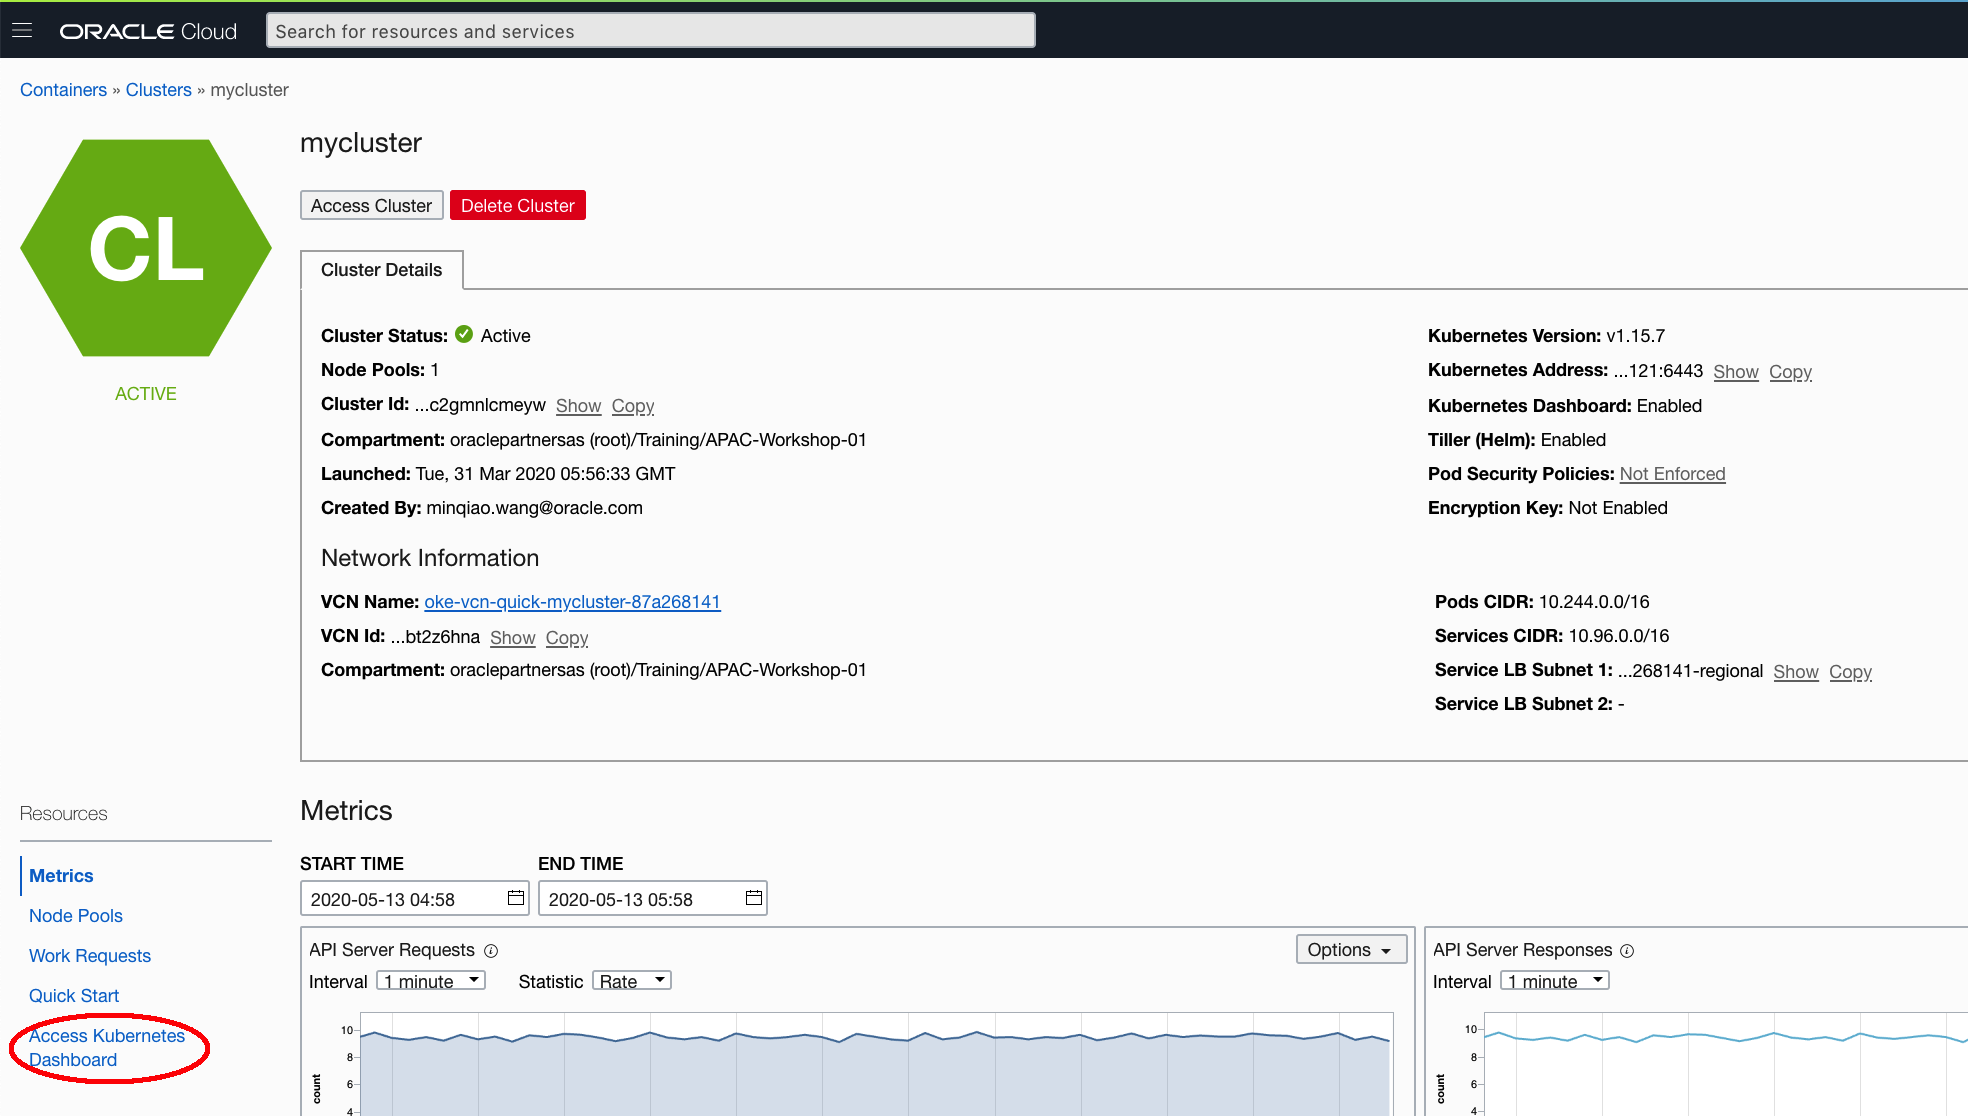 ORACLE Cloud
Search for resources and services
Containers » Clusters » mycluster
CL
ACTIVE
mycluster
Access Cluster
Delete Cluster
Cluster Details
Cluster Status: Active
Node Pools: 1
Cluster Id: ...c2gmnlcmeyw Show Copy
Compartment: oraclepartnersas (root)/Training/APAC-Workshop-01
Launched: Tue, 31 Mar 2020 05:56:33 GMT
Created By: minqiao.wang@oracle.com
Kubernetes Version: v1.15.7
Kubernetes Address: ...121:6443 Show Copy
Kubernetes Dashboard: Enabled
Tiller (Helm): Enabled
Pod Security Policies: Not Enforced
Encryption Key: Not Enabled
Network Information
VCN Name: oke-vcn-quick-mycluster-87a268141
VCN Id: ...bt2z6hna Show Copy
Compartment: oraclepartnersas (root)/Training/APAC-Workshop-01
Pods CIDR: 10.244.0.0/16
Services CIDR: 10.96.0.0/16
Service LB Subnet 1: ...268141-regional Show Copy
Service LB Subnet 2: -
Resources
Metrics
Node Pools
Work Requests
Quick Start
Access Kubernetes
Dashboard
Metrics
START TIME
END TIME
2020-05-13 04:58
2020-05-13 05:58
API Server Requests
Options
Interval 1 minute Statistic Rate
10
8
6
4
count
API Server Responses
Interval 1 minute
10
8
6
4
count